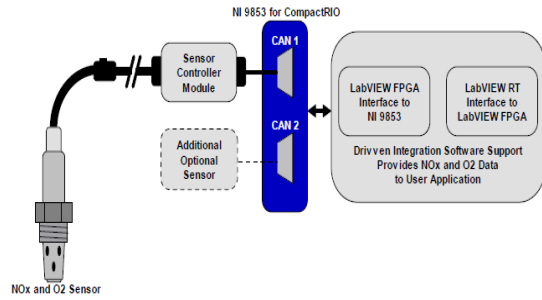 NI 9853 for CompactRIO
CAN 1
Sensor
Controller
Module
CAN 2
Additional
Optional
Sensor
LabVIEW FPGA
Interface to
NI 9853
LabVIEW RT
Interface to
LabVIEW FPGA
Drivven Integration Software Support
Provides NOx and O2 Data
to User Application
NOx and O2 Sensor